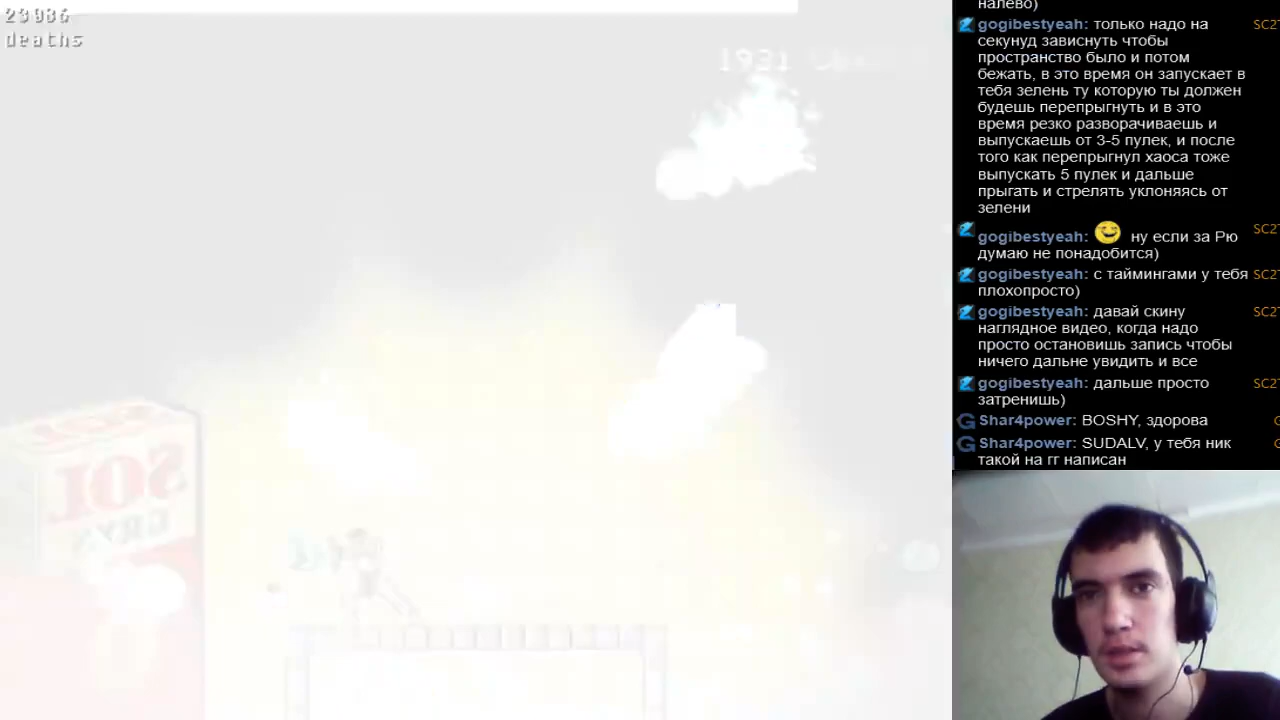 23986
deaths
1931
SOL
налево)
gogibestyeah: только надо на
секунуд зависнуть чтобы
пространство было и потом
бежать, в это время он запускает в
тебя зелень ту которую ты должен
будешь перепрыгнуть и в это
время резко разворачиваешь и
выпускаешь от 3-5 пулек, и после
того как перепрыгнул хаоса тоже
выпускать 5 пулек и дальше
прыгать и стрелять уклоняясь от
зелени
gogibestyeah: ну если за Рю
думаю не понадобится)
gogibestyeah: с таймингами у тебя
плохопросто)
gogibestyeah: давай скину
наглядное видео, когда надо
просто остановишь запись чтобы
ничего дальне увидить и все
gogibestyeah: дальше просто
затренишь)
Shar4power: BOSHY, здорова
Shar4power: SUDALV, у тебя ник
такой на гг написан